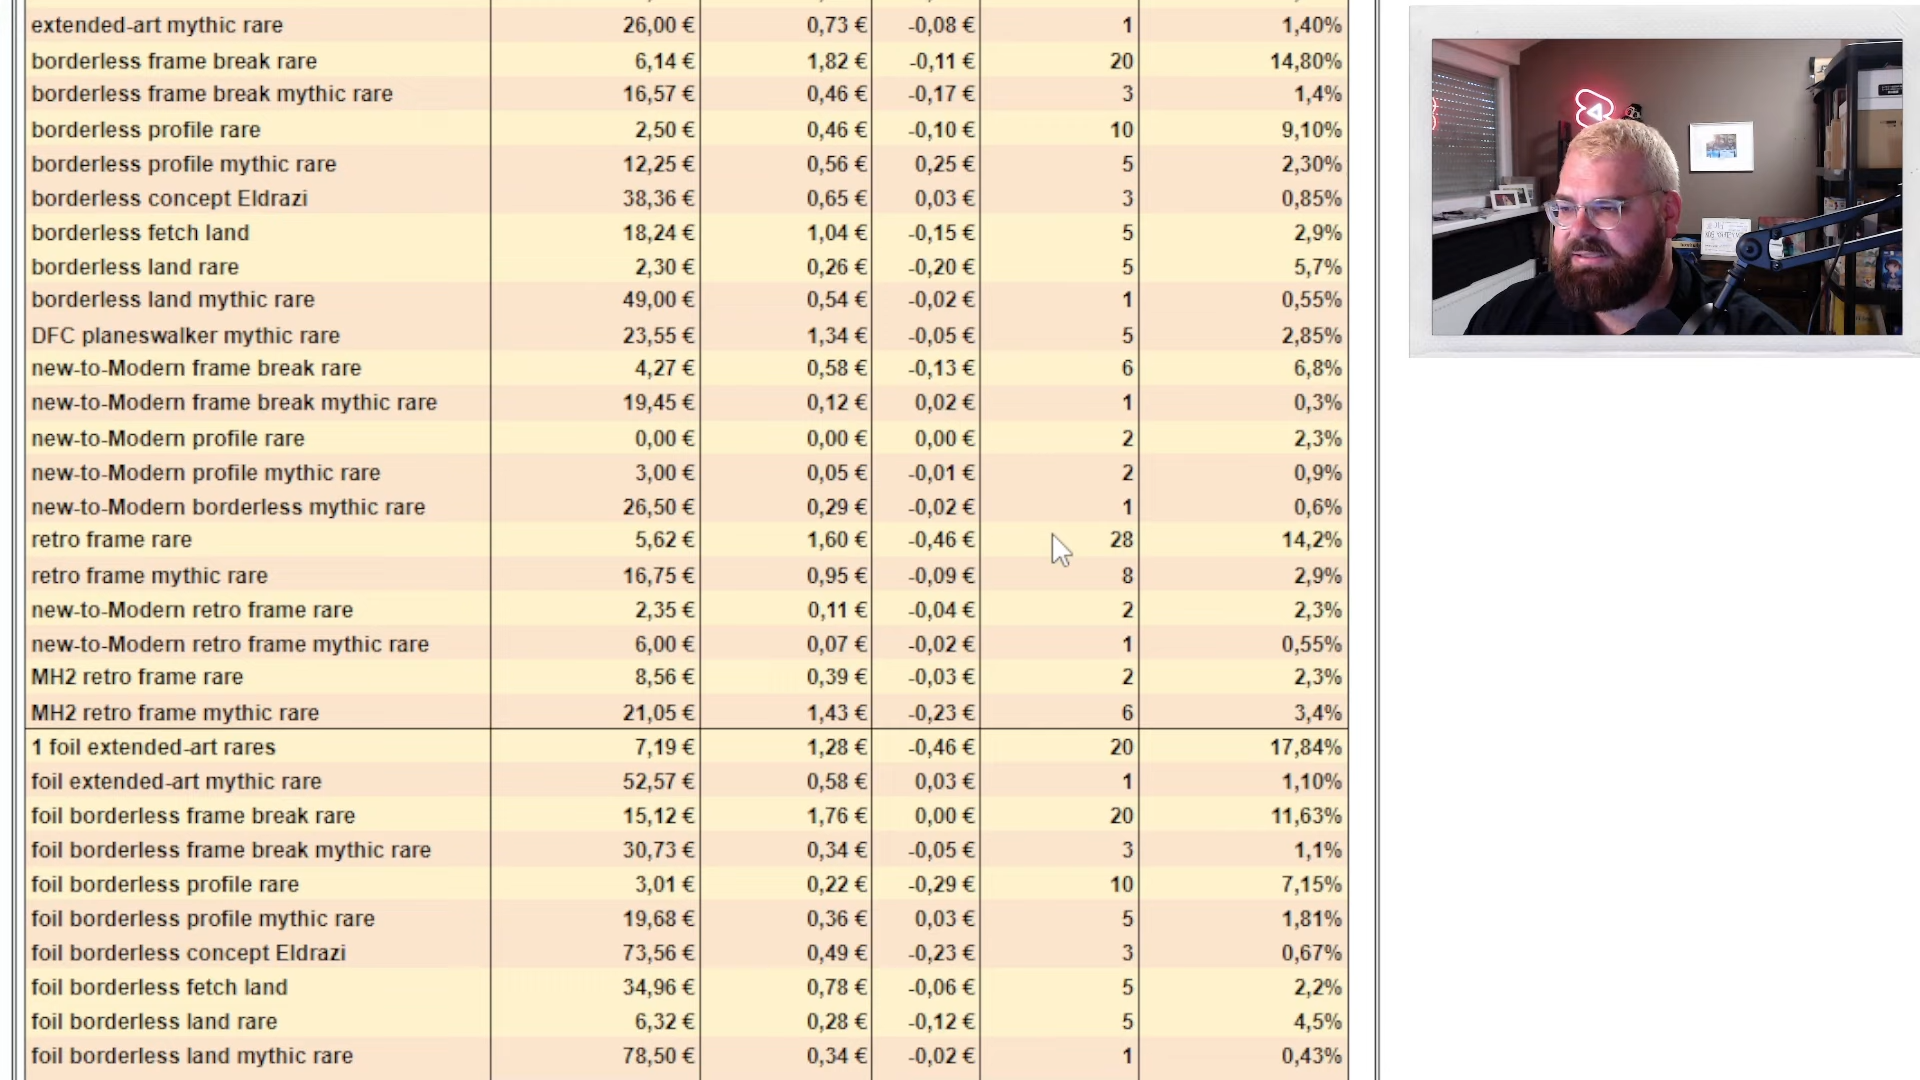 extended-art mythic rare 26,00 € 0,73 € -0,08 € 1 1,40%
borderless frame break rare 6,14 € 1,82 € -0,11 € 20 14,80%
borderless frame break mythic rare 16,57 € 0,46 € -0,17 € 3 1,4%
borderless profile rare 2,50 € 0,46 € -0,10 € 10 9,10%
borderless profile mythic rare 12,25 € 0,56 € 0,25 € 5 2,30%
borderless concept Eldrazi 38,36 € 0,65 € 0,03 € 3 0,85%
borderless fetch land 18,24 € 1,04 € -0,15 € 5 2,9%
borderless land rare 2,30 € 0,26 € -0,20 € 5 5,7%
borderless land mythic rare 49,00 € 0,54 € -0,02 € 1 0,55%
DFC planeswalker mythic rare 23,55 € 1,34 € -0,05 € 5 2,85%
new-to-Modern frame break rare 4,27 € 0,58 € -0,13 € 6 6,8%
new-to-Modern frame break mythic rare 19,45 € 0,12 € 0,02 € 1 0,3%
new-to-Modern profile rare 0,00 € 0,00 € 0,00 € 2 2,3%
new-to-Modern profile mythic rare 3,00 € 0,05 € -0,01 € 2 0,9%
new-to-Modern borderless mythic rare 26,50 € 0,29 € -0,02 € 1 0,6%
retro frame rare 5,62 € 1,60 € -0,46 € 28 14,2%
retro frame mythic rare 16,75 € 0,95 € -0,09 € 8 2,9%
new-to-Modern retro frame rare 2,35 € 0,11 € -0,04 € 2 2,3%
new-to-Modern retro frame mythic rare 6,00 € 0,07 € -0,02 € 1 0,55%
MH2 retro frame rare 8,56 € 0,39 € -0,03 € 2 2,3%
MH2 retro frame mythic rare 21,05 € 1,43 € -0,23 € 6 3,4%
1 foil extended-art rares 7,19 € 1,28 € -0,46 € 20 17,84%
foil extended-art mythic rare 52,57 € 0,58 € 0,03 € 1 1,10%
foil borderless frame break rare 15,12 € 1,76 € 0,00 € 20 11,63%
foil borderless frame break mythic rare 30,73 € 0,34 € -0,05 € 3 1,1%
foil borderless profile rare 3,01 € 0,22 € -0,29 € 10 7,15%
foil borderless profile mythic rare 19,68 € 0,36 € 0,03 € 5 1,81%
foil borderless concept Eldrazi 73,56 € 0,49 € -0,23 € 3 0,67%
foil borderless fetch land 34,96 € 0,78 € -0,06 € 5 2,2%
foil borderless land rare 6,32 € 0,28 € -0,12 € 5 4,5%
foil borderless land mythic rare 78,50 € 0,34 € -0,02 € 1 0,43%